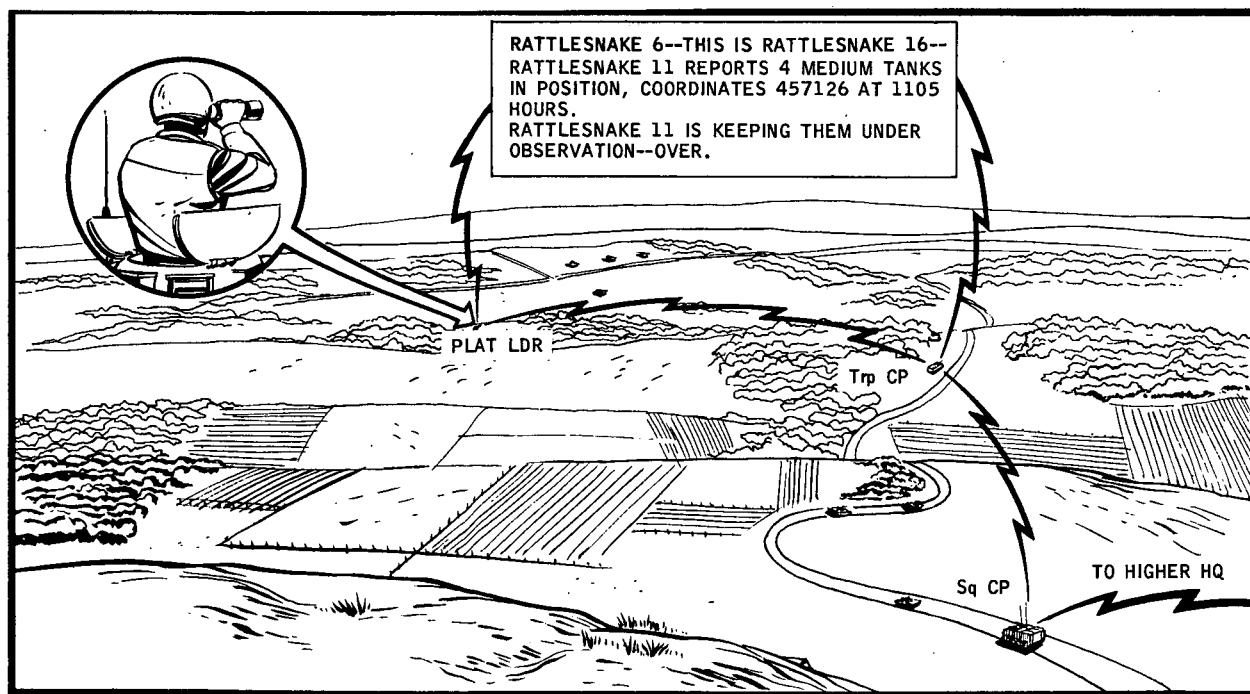 RATTLESNAKE 6--THIS IS RATTLESNAKE 16--
RATTLESNAKE 11 REPORTS 4 MEDIUM TANKS
IN POSITION, COORDINATES 457126 AT 1105
HOURS.
RATTLESNAKE 11 IS KEEPING THEM UNDER
OBSERVATION--OVER.
PLAT LDR
Trp CP
Sq CP
TO HIGHER HQ